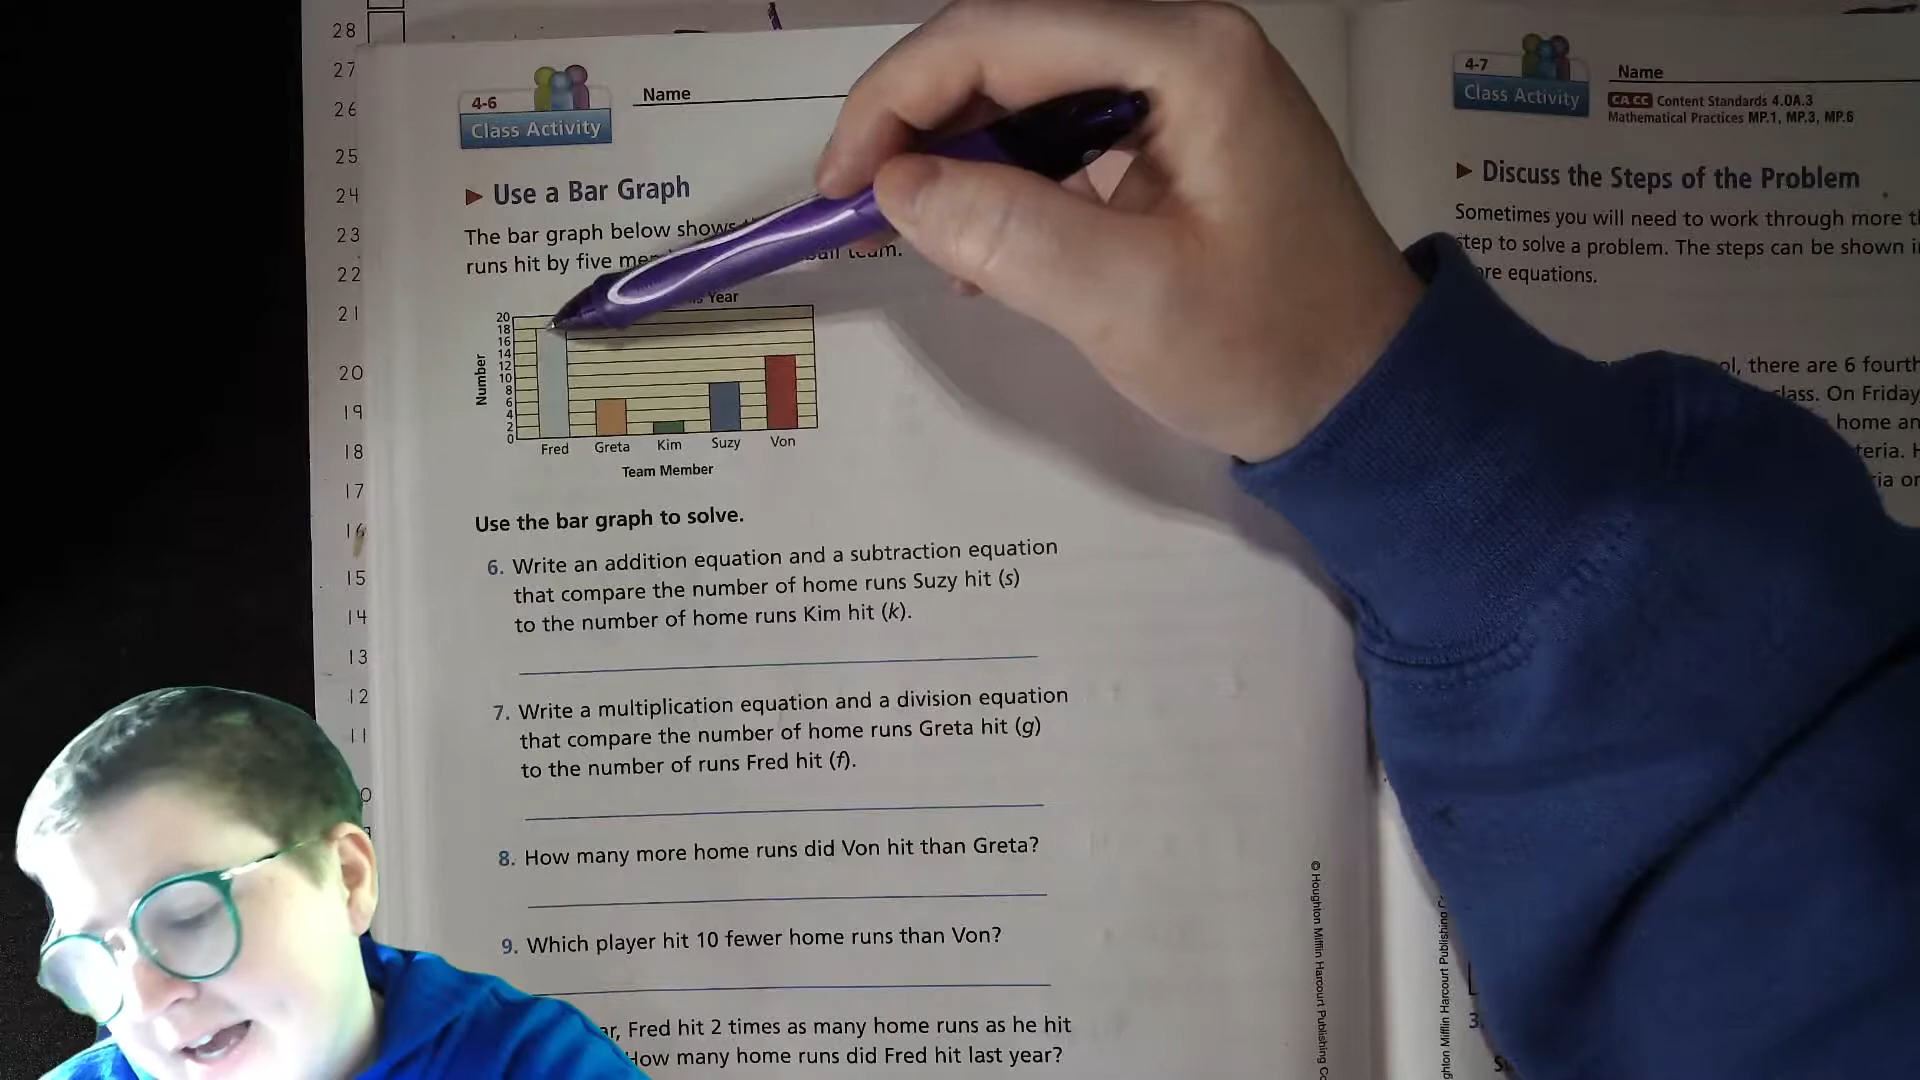 28
27
26
25
24
23
22
21
20
19
18
17
16
15
14
13
12
11
4-6
Class Activity
Name
Use a Bar Graph
The bar graph below shows
runs hit by five team.
Year
Number
20
18
16
14
12
10
8
6
4
2
0
Fred Greta Kim Suzy Von
Team Member
Use the bar graph to solve.
6. Write an addition equation and a subtraction equation
that compare the number of home runs Suzy hit (s)
to the number of home runs Kim hit (k).
7. Write a multiplication equation and a division equation
that compare the number of home runs Greta hit (g)
to the number of runs Fred hit (f).
8. How many more home runs did Von hit than Greta?
9. Which player hit 10 fewer home runs than Von?
Fred hit 2 times as many home runs as he hit
How many home runs did Fred hit last year?
© Houghton Mifflin Harcourt Publishing
4-7
Class Activity
Name
CA CC Content Standards 4.OA.3
Mathematical Practices MP.1, MP.3, MP.6
Discuss the Steps of the Problem
Sometimes you will need to work through more
step to solve a problem. The steps can be shown
equations.
there are 6
On Friday
home
Mifflin Harcourt Publishing
3.